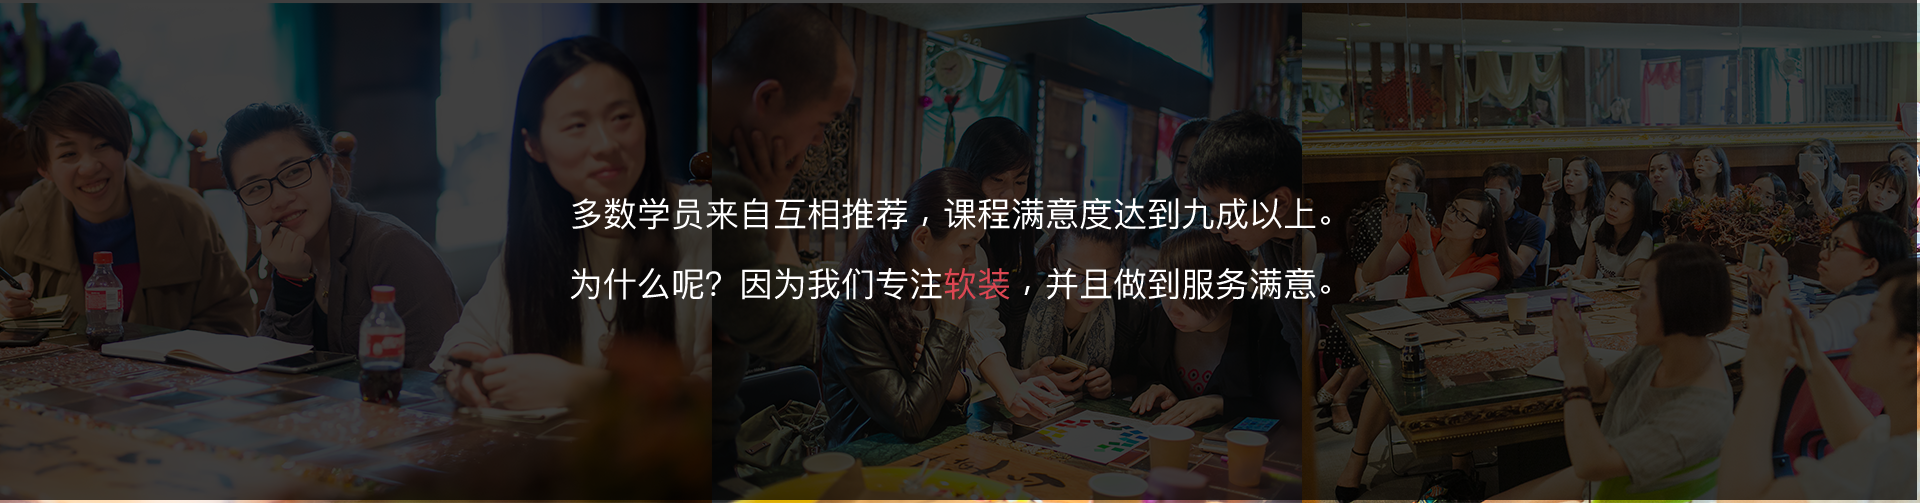 多数学员来自互相推荐，课程满意度达到九成以上。
为什么呢？因为我们专注软装，并且做到服务满意。